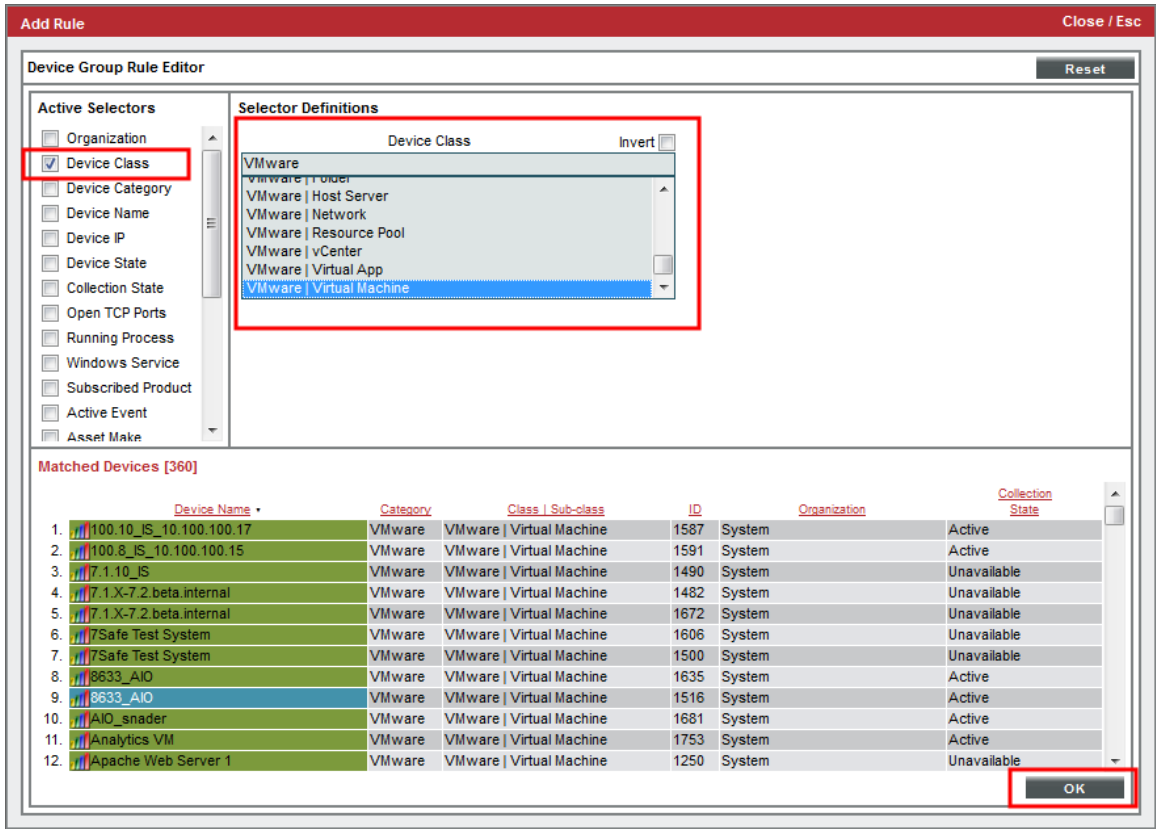 Add Rule Close / Esc
Device Group Rule Editor Reset
Active Selectors
Organization
Device Class
Device Category
Device Name
Device IP
Device State
Collection State
Open TCP Ports
Running Process
Windows Service
Subscribed Product
Active Event
Asset Make
Selector Definitions
Device Class Invert
VMware
VMware | Folder
VMware | Host Server
VMware | Network
VMware | Resource Pool
VMware | vCenter
VMware | Virtual App
VMware | Virtual Machine
Matched Devices [360]
Device Name Category Class | Sub-class ID Organization Collection State
1. 100.10_IS_10.100.100.17 VMware VMware | Virtual Machine 1587 System Active
2. 100.8_IS_10.100.100.15 VMware VMware | Virtual Machine 1591 System Active
3. 7.1.10_IS VMware VMware | Virtual Machine 1490 System Unavailable
4. 7.1.X-7.2.beta.internal VMware VMware | Virtual Machine 1482 System Unavailable
5. 7.1.X-7.2.beta.internal VMware VMware | Virtual Machine 1672 System Unavailable
6. 7Safe Test System VMware VMware | Virtual Machine 1606 System Unavailable
7. 7Safe Test System VMware VMware | Virtual Machine 1500 System Unavailable
8. 8633_AIO VMware VMware | Virtual Machine 1635 System Active
9. 8633_AIO VMware VMware | Virtual Machine 1516 System Active
10. AIO_snader VMware VMware | Virtual Machine 1681 System Active
11. Analytics VM VMware VMware | Virtual Machine 1753 System Active
12. Apache Web Server 1 VMware VMware | Virtual Machine 1250 System Unavailable
OK